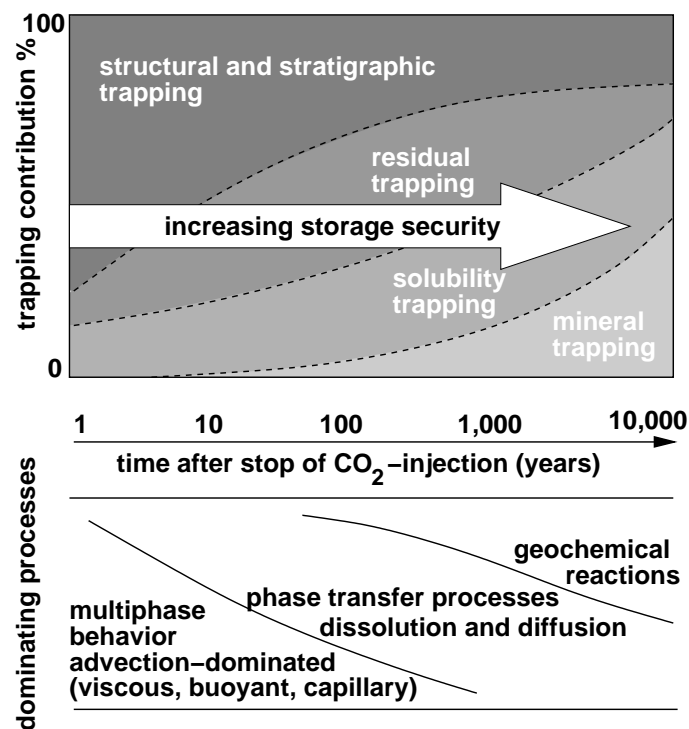 100
trapping contribution %
0
structural and stratigraphic
trapping
residual
trapping
increasing storage security
solubility
trapping
mineral
trapping
1 10 100 1,000 10,000
time after stop of CO2−injection (years)
dominating processes
geochemical
reactions
phase transfer processes
dissolution and diffusion
multiphase
behavior
advection−dominated
(viscous, buoyant, capillary)